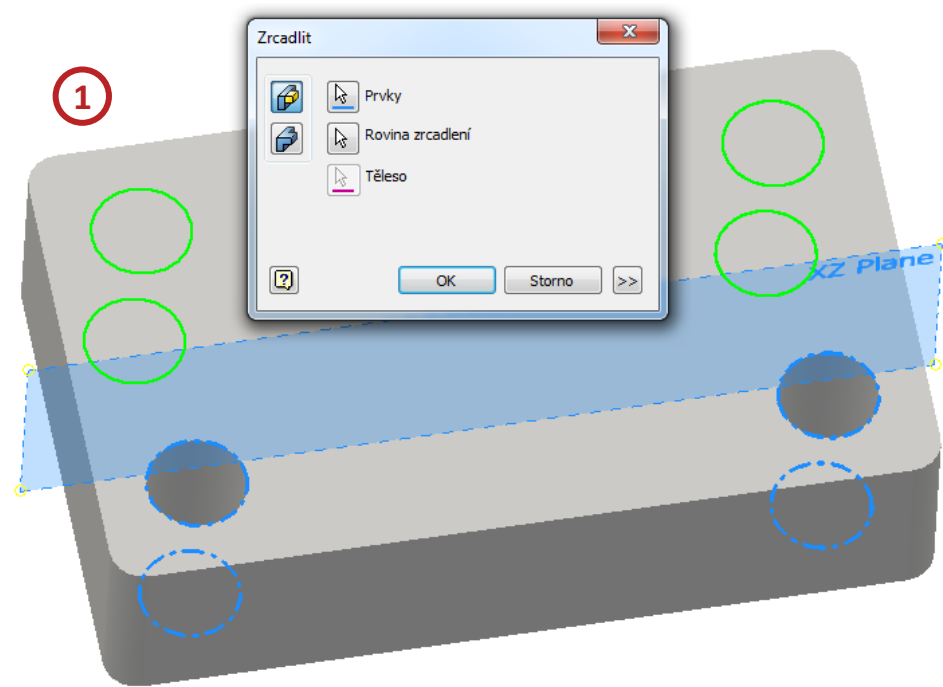 Zrcadlit
1
Prvky
Rovina zrcadlení
Těleso
XZ Plane
OK
Storno
>>